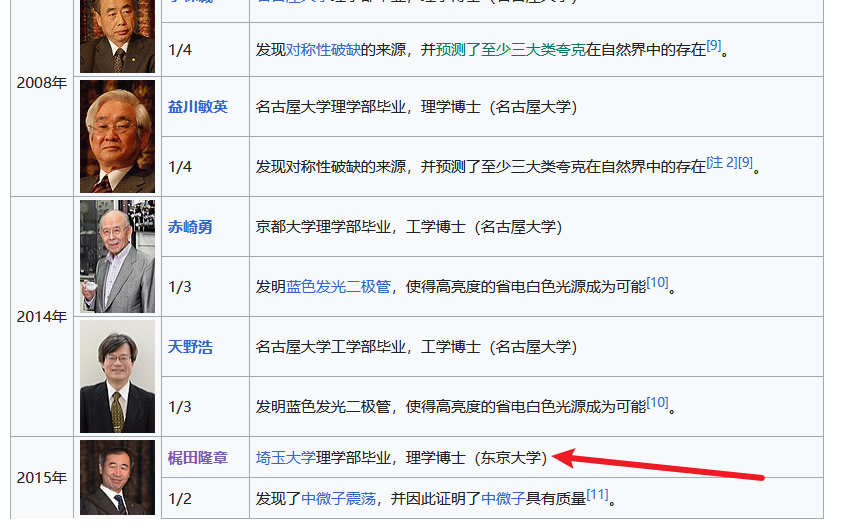 1/4
发现对称性破缺的来源，并预测了至少三大类夸克在自然界中的存在[9]。
2008年
益川敏英
名古屋大学理学部毕业，理学博士（名古屋大学）
1/4
发现对称性破缺的来源，并预测了至少三大类夸克在自然界中的存在[注 2][9]。
2014年
赤崎勇
京都大学理学部毕业，工学博士（名古屋大学）
1/3
发明蓝色发光二极管，使得高亮度的省电白色光源成为可能[10]。
天野浩
名古屋大学工学部毕业，工学博士（名古屋大学）
1/3
发明蓝色发光二极管，使得高亮度的省电白色光源成为可能[10]。
2015年
梶田隆章
埼玉大学理学部毕业，理学博士（东京大学）
1/2
发现了中微子震荡，并因此证明了中微子具有质量[11]。